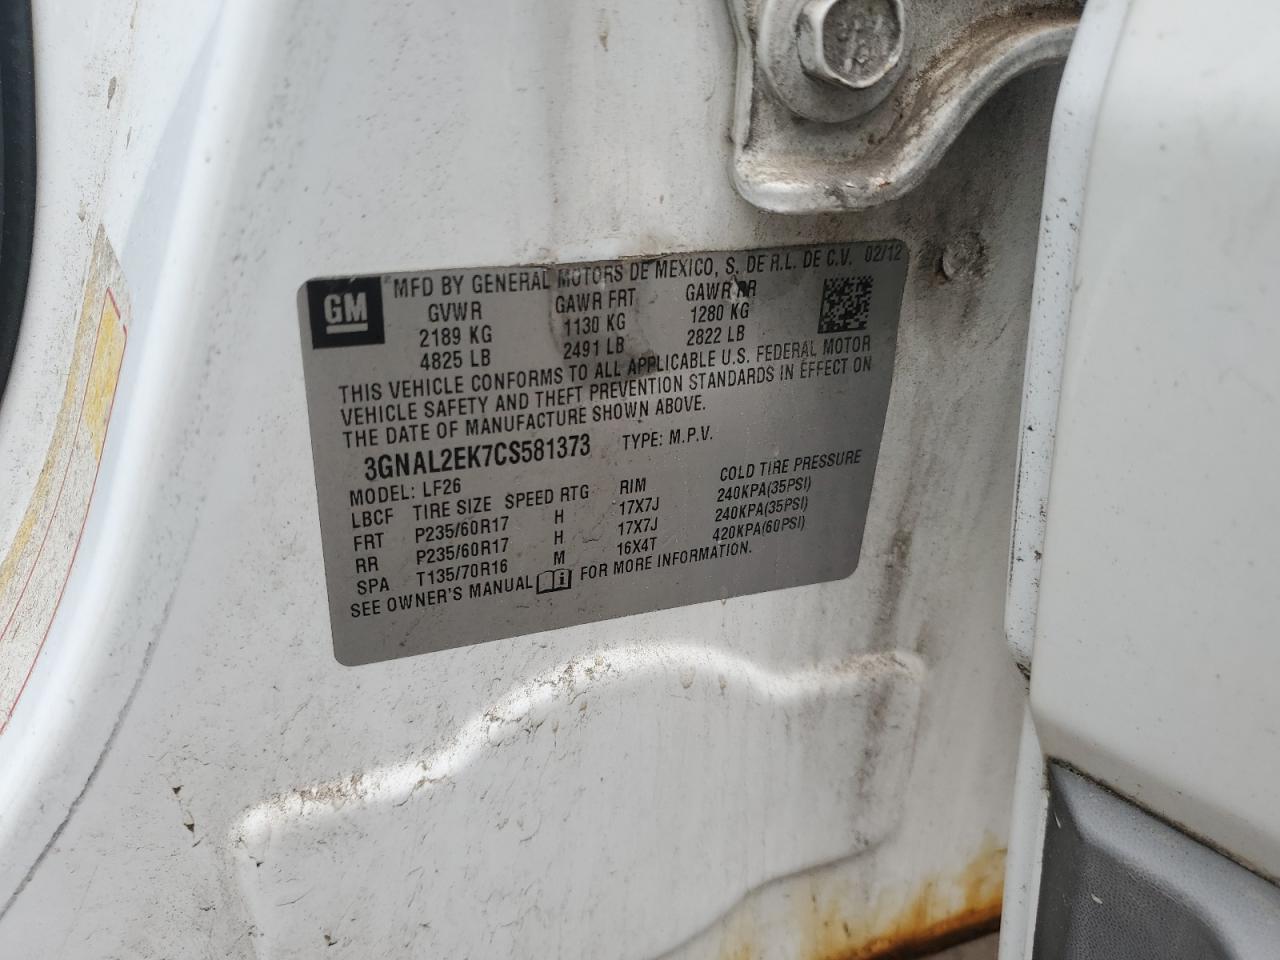 GM
MFD BY GENERAL MOTORS DE MEXICO, S. DE R.L. DE C.V. 02/12
GVWR GAWR FRT GAWR RR
2189 KG 1130 KG 1280 KG
4825 LB 2491 LB 2822 LB
THIS VEHICLE CONFORMS TO ALL APPLICABLE U.S. FEDERAL MOTOR
VEHICLE SAFETY AND THEFT PREVENTION STANDARDS IN EFFECT ON
THE DATE OF MANUFACTURE SHOWN ABOVE.
3GNAL2EK7CS581373 TYPE: M.P.V.
MODEL: LF26
LBCF TIRE SIZE SPEED RTG RIM COLD TIRE PRESSURE
FRT P235/60R17 H 17X7J 240KPA(35PSI)
RR P235/60R17 H 17X7J 240KPA(35PSI)
SPA T135/70R16 M 16X4T 420KPA(60PSI)
SEE OWNER'S MANUAL FOR MORE INFORMATION.